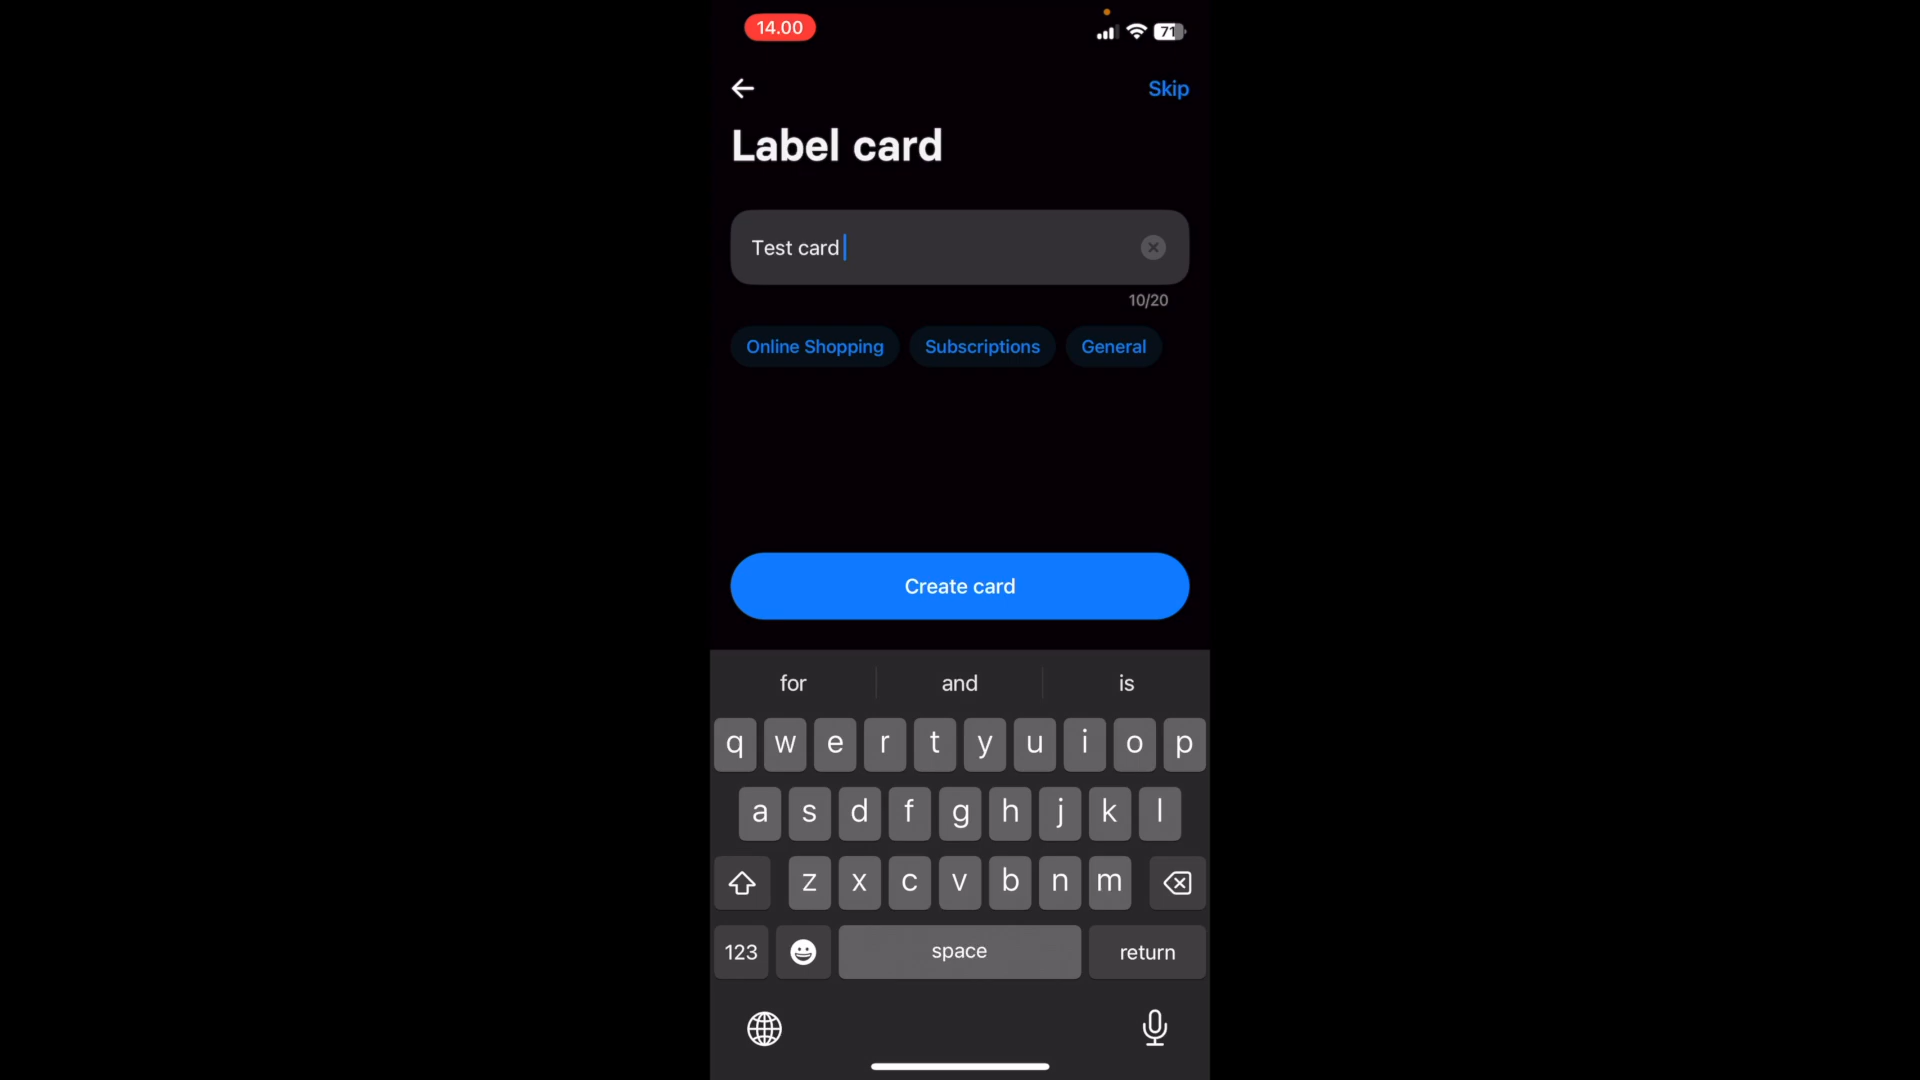 14.00
71
Skip
Label card
Test card
10/20
Online Shopping Subscriptions General
Create card
for and is
q w e r t y u i o p
a s d f g h j k l
z x c v b n m
123 space return